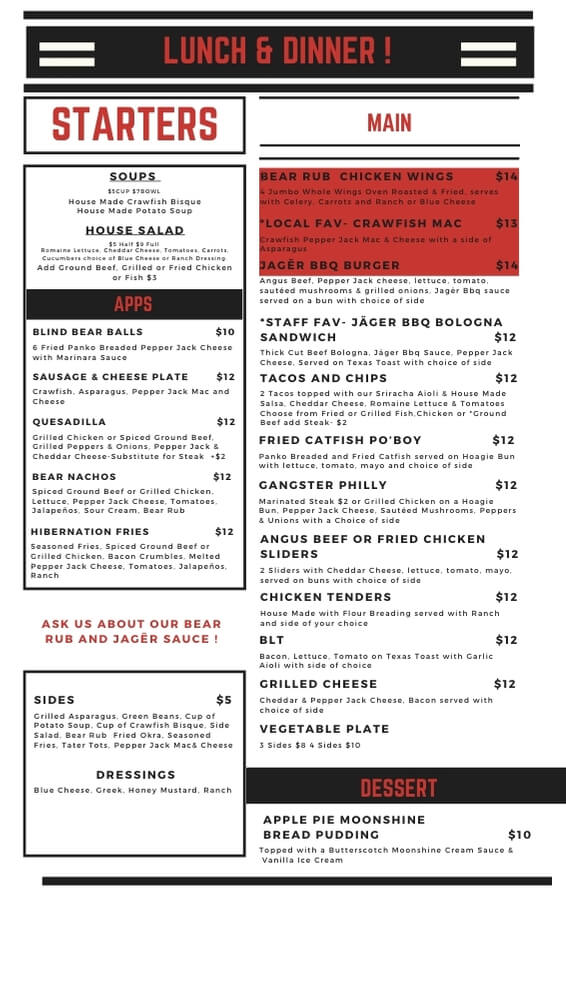 LUNCH & DINNER !
STARTERS
SOUPS
$5CUP $7BOWL
House Made Crawfish Bisque
House Made Potato Soup
HOUSE SALAD
$5 Half $9 Full
Romaine Lettuce, Cheddar Cheese, Tomatoes, Carrots,
Cucumbers choice of Blue Cheese or Ranch Dressing
Add Ground Beef, Grilled or Fried Chicken
or Fish $3
APPS
BLIND BEAR BALLS $10
6 Fried Panko Breaded Pepper Jack Cheese
with Marinara Sauce
SAUSAGE & CHEESE PLATE $12
Crawfish, Asparagus, Pepper Jack Mac and
Cheese
QUESADILLA $12
Grilled Chicken or Spiced Ground Beef,
Grilled Peppers & Onions, Pepper Jack &
Cheddar Cheese-Substitute for Steak +$2
BEAR NACHOS $12
Spiced Ground Beef or Grilled Chicken,
Lettuce, Pepper Jack Cheese, Tomatoes,
Jalapeños, Sour Cream, Bear Rub
HIBERNATION FRIES $12
Seasoned Fries, Spiced Ground Beef or
Grilled Chicken, Bacon Crumbles, Melted
Pepper Jack Cheese, Tomatoes, Jalapeños,
Ranch
ASK US ABOUT OUR BEAR
RUB AND JAGËR SAUCE !
SIDES $5
Grilled Asparagus, Green Beans, Cup of
Potato Soup, Cup of Crawfish Bisque, Side
Salad, Bear Rub Fried Okra, Seasoned
Fries, Tater Tots, Pepper Jack Mac& Cheese
DRESSINGS
Blue Cheese, Greek, Honey Mustard, Ranch
MAIN
BEAR RUB CHICKEN WINGS $14
4 Jumbo Whole Wings Oven Roasted & Fried, serves
with Celery, Carrots and Ranch or Blue Cheese
*LOCAL FAV- CRAWFISH MAC $13
Crawfish Pepper Jack Mac & Cheese with a side of
Asparagus
JAGËR BBQ BURGER $14
Angus Beef, Pepper Jack cheese, lettuce, tomato,
sautéed mushrooms & grilled onions, Jagër Bbq sauce
served on a bun with choice of side
*STAFF FAV- JÄGER BBQ BOLOGNA
SANDWICH $12
Thick Cut Beef Bologna, Jäger Bbq Sauce, Pepper Jack
Cheese, Served on Texas Toast with choice of side
TACOS AND CHIPS $12
2 Tacos topped with our Sriracha Aioli & House Made
Salsa, Cheddar Cheese, Romaine Lettuce & Tomatoes
Choose from Fried or Grilled Fish,Chicken or *Ground
Beef add Steak- $2
FRIED CATFISH PO'BOY $12
Panko Breaded and Fried Catfish served on Hoagie Bun
with lettuce, tomato, mayo and choice of side
GANGSTER PHILLY $12
Marinated Steak $2 or Grilled Chicken on a Hoagie
Bun, Pepper Jack Cheese, Sautéed Mushrooms, Peppers
& Unions with a Choice of side
ANGUS BEEF OR FRIED CHICKEN
SLIDERS $12
2 Sliders with Cheddar Cheese, lettuce, tomato, mayo,
served on buns with choice of side
CHICKEN TENDERS $12
House Made with Flour Breading served with Ranch
and side of your choice
BLT $12
Bacon, Lettuce, Tomato on Texas Toast with Garlic
Aioli with side of choice
GRILLED CHEESE $12
Cheddar & Pepper Jack Cheese, Bacon served with
choice of side
VEGETABLE PLATE
3 Sides $8 4 Sides $10
DESSERT
APPLE PIE MOONSHINE
BREAD PUDDING $10
Topped with a Butterscotch Moonshine Cream Sauce &
Vanilla Ice Cream